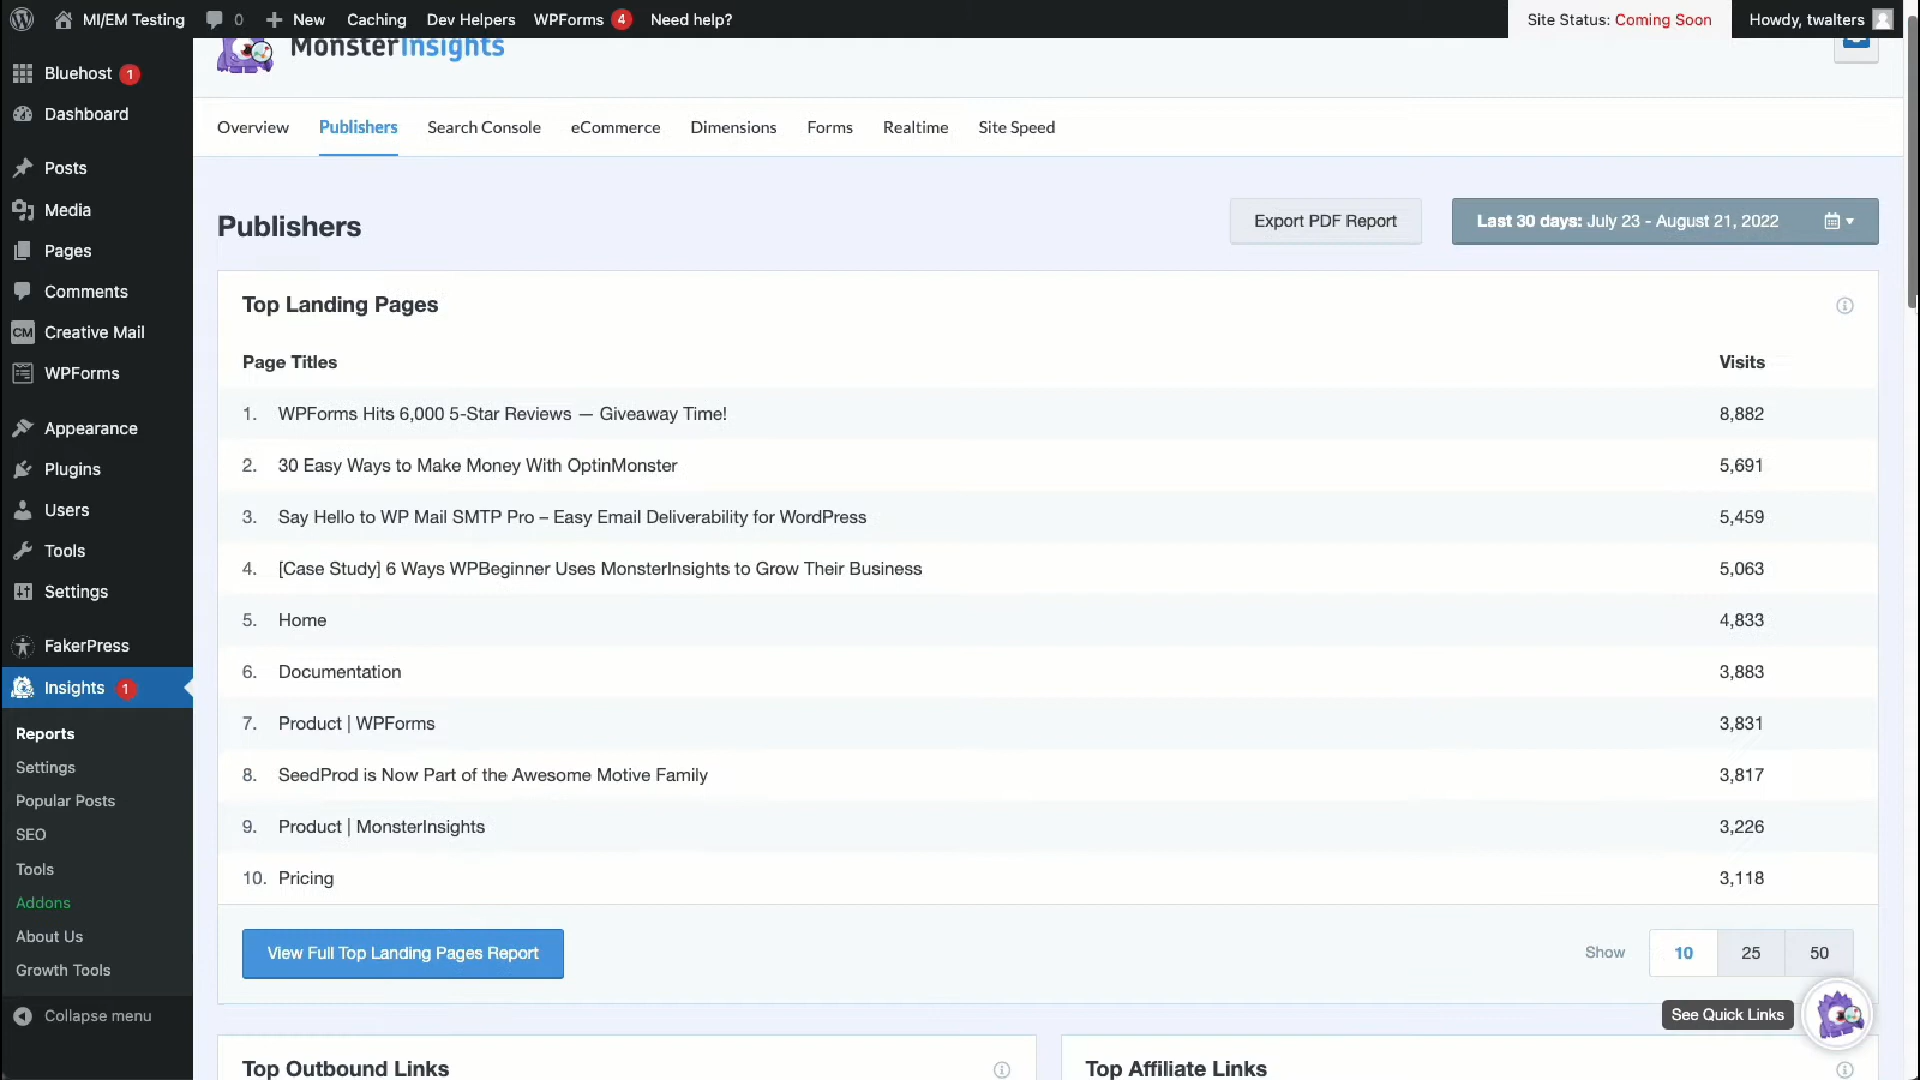 MI/EM Testing
0
New
Caching
Dev Helpers
WPForms 4
Need help?
Site Status: Coming Soon
Howdy, twalters
Bluehost 1
Dashboard
Posts
Media
Pages
Comments
CM Creative Mail
WPForms
Appearance
Plugins
Users
Tools
Settings
FakerPress
Insights 1
Reports
Settings
Popular Posts
SEO
Tools
Addons
About Us
Growth Tools
Collapse menu
MonsterInsights
Overview
Publishers
Search Console
eCommerce
Dimensions
Forms
Realtime
Site Speed
Publishers
Export PDF Report
Last 30 days: July 23 - August 21, 2022
Top Landing Pages
Page Titles Visits
1. WPForms Hits 6,000 5-Star Reviews — Giveaway Time! 8,882
2. 30 Easy Ways to Make Money With OptinMonster 5,691
3. Say Hello to WP Mail SMTP Pro – Easy Email Deliverability for WordPress 5,459
4. [Case Study] 6 Ways WPBeginner Uses MonsterInsights to Grow Their Business 5,063
5. Home 4,833
6. Documentation 3,883
7. Product | WPForms 3,831
8. SeedProd is Now Part of the Awesome Motive Family 3,817
9. Product | MonsterInsights 3,226
10. Pricing 3,118
View Full Top Landing Pages Report
Show 10 25 50
See Quick Links
Top Outbound Links
Top Affiliate Links